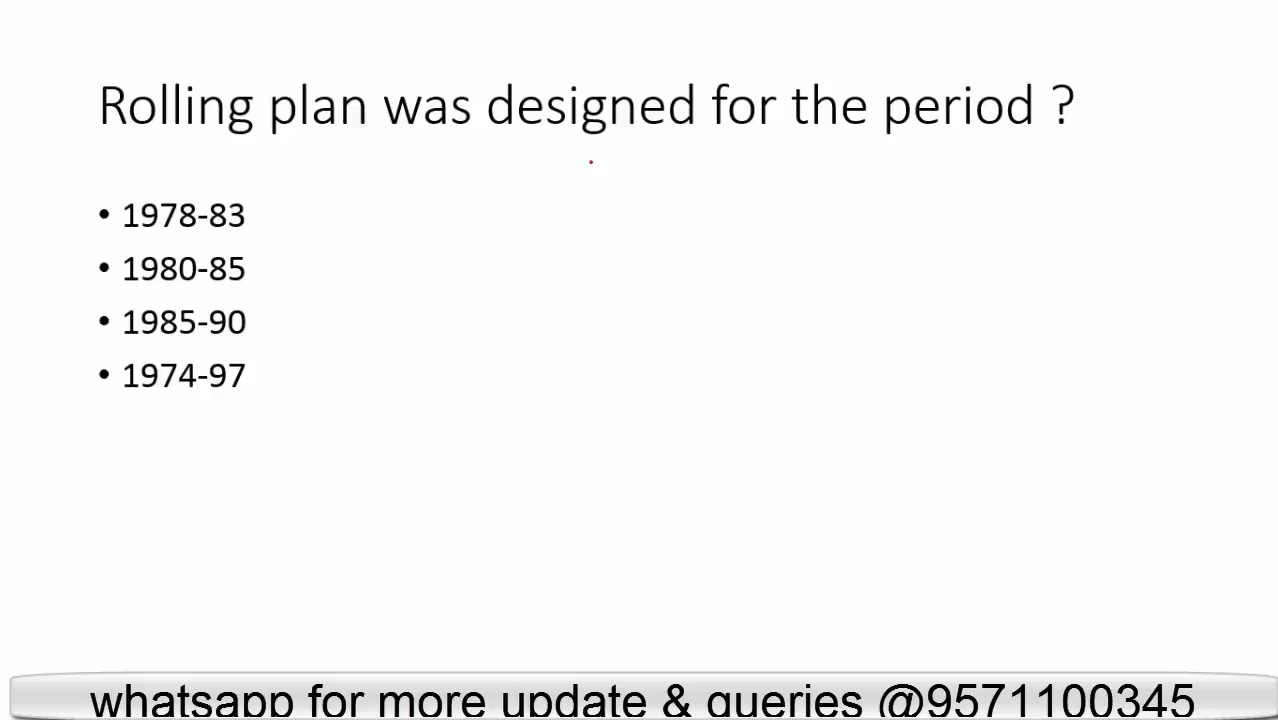 Rolling plan was designed for the period ?
• 1978-83
• 1980-85
• 1985-90
• 1974-97
whatsapp for more update & queries @9571100345